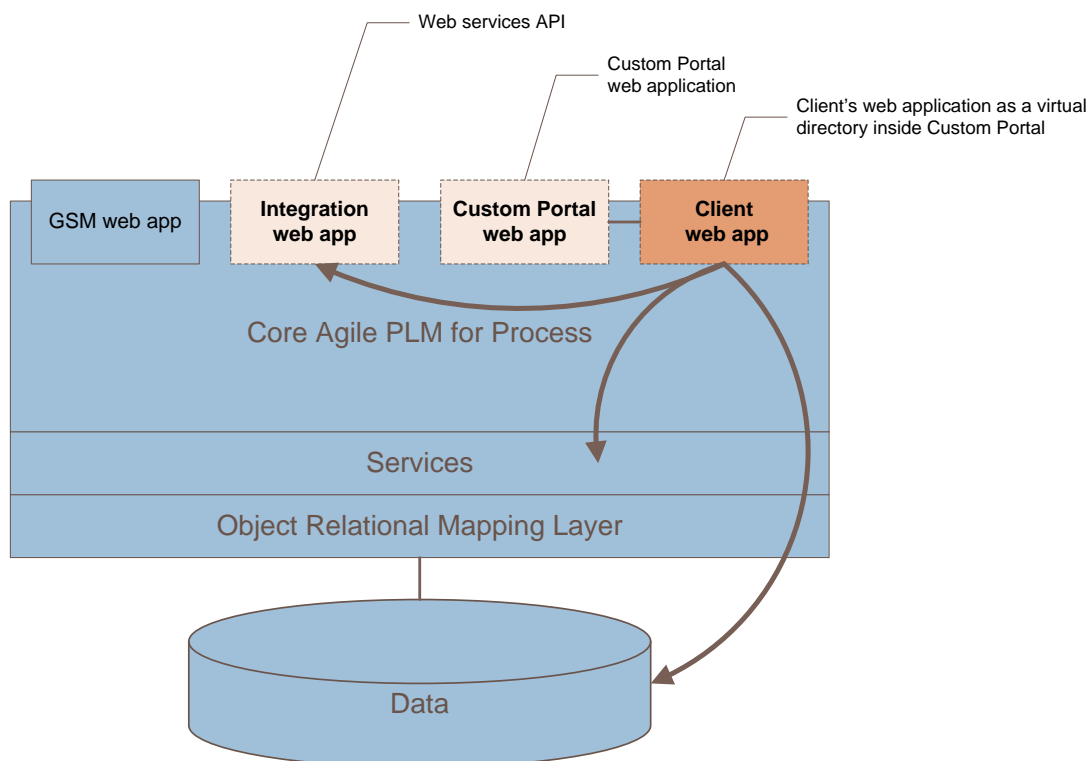 Web services API
Custom Portal
web application
Client's web application as a virtual
directory inside Custom Portal
GSM web app
Integration
web app
Custom Portal
web app
Client
web app
Core Agile PLM for Process
Services
Object Relational Mapping Layer
Data